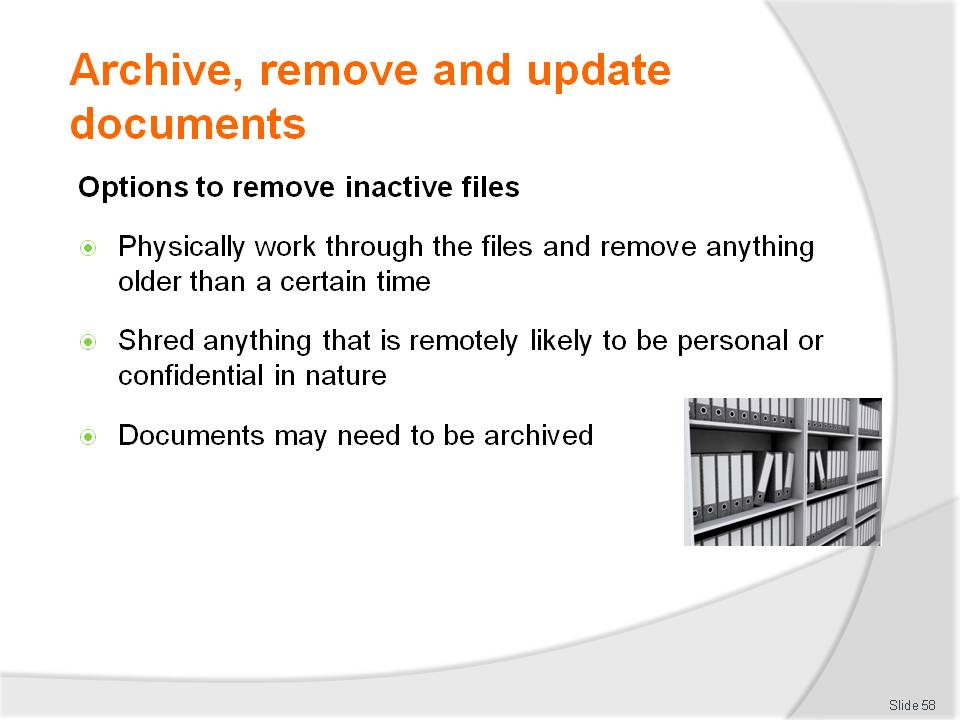 Archive, remove and update
documents
Options to remove inactive files
Physically work through the files and remove anything
older than a certain time
Shred anything that is remotely likely to be personal or
confidential in nature
Documents may need to be archived
Slide 58